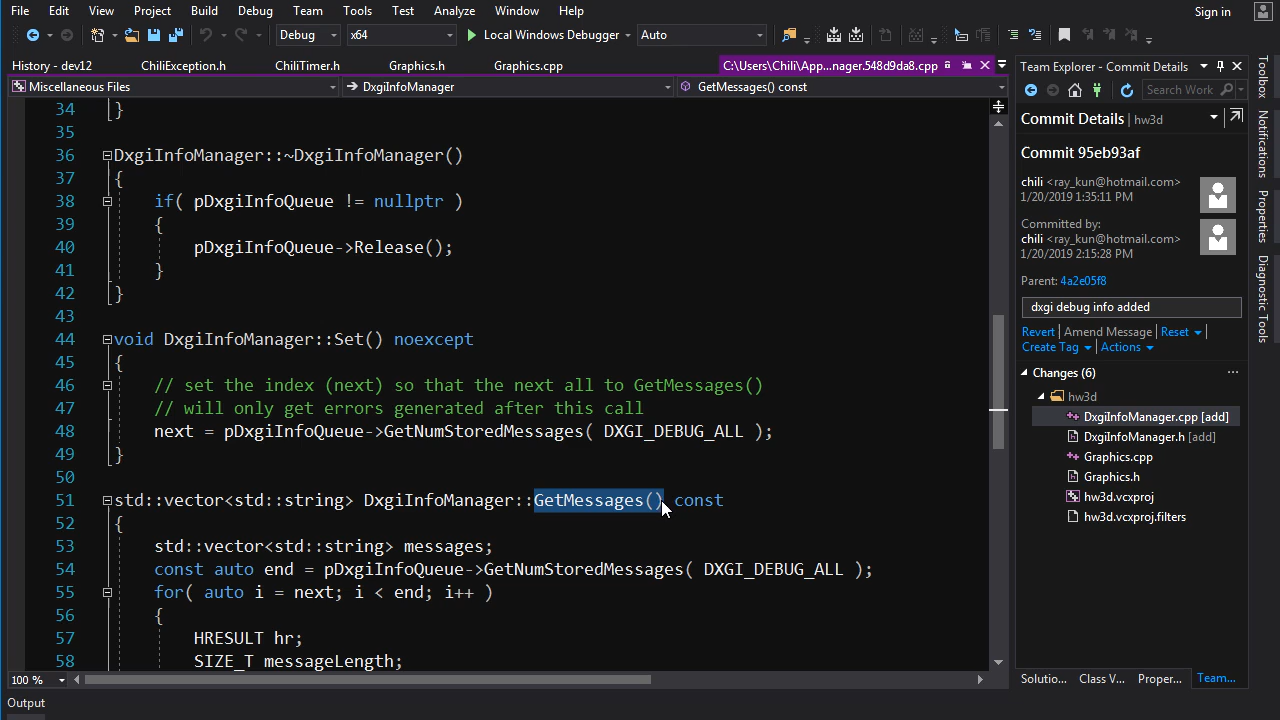 File Edit View Project Build Debug Team Tools Test Analyze Window Help Sign in
Debug x64 Local Windows Debugger Auto
History - dev12 ChiliException.h ChiliTimer.h Graphics.h Graphics.cpp C:\Users\Chili\App...nager.548d9da8.cpp
Miscellaneous Files DxgiInfoManager GetMessages() const
34 }
35
36 DxgiInfoManager::~DxgiInfoManager()
37 {
38 if( pDxgiInfoQueue != nullptr )
39 {
40 pDxgiInfoQueue->Release();
41 }
42 }
43
44 void DxgiInfoManager::Set() noexcept
45 {
46 // set the index (next) so that the next all to GetMessages()
47 // will only get errors generated after this call
48 next = pDxgiInfoQueue->GetNumStoredMessages( DXGI_DEBUG_ALL );
49 }
50
51 std::vector<std::string> DxgiInfoManager::GetMessages() const
52 {
53 std::vector<std::string> messages;
54 const auto end = pDxgiInfoQueue->GetNumStoredMessages( DXGI_DEBUG_ALL );
55 for( auto i = next; i < end; i++ )
56 {
57 HRESULT hr;
58 SIZE_T messageLength;
100 %
Output
Team Explorer - Commit Details
Search Work
Commit Details | hw3d
Commit 95eb93af
chili <ray_kun@hotmail.com>
1/20/2019 1:35:11 PM
Committed by:
chili <ray_kun@hotmail.com>
1/20/2019 2:15:28 PM
Parent: 4a2e05f8
dxgi debug info added
Revert | Amend Message | Reset |
Create Tag | Actions
Changes (6) ...
hw3d
DxgiInfoManager.cpp [add]
DxgiInfoManager.h [add]
Graphics.cpp
Graphics.h
hw3d.vcxproj
hw3d.vcxproj.filters
Solutio... Class V... Proper... Team...
Toolbox
Notifications
Properties
Diagnostic Tools